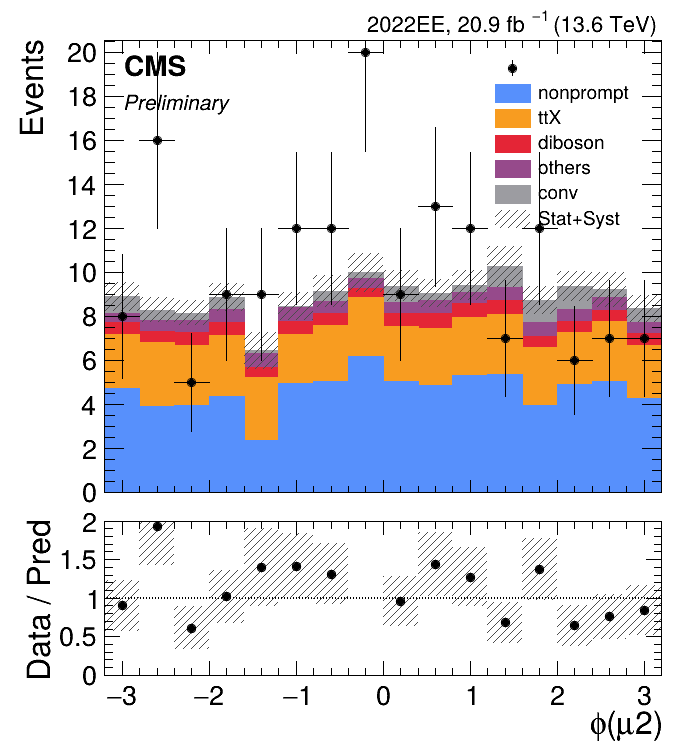 2022EE, 20.9 fb⁻¹ (13.6 TeV)
CMS
Preliminary
nonprompt
ttX
diboson
others
conv
Stat+Syst
Events
20
18
16
14
12
10
8
6
4
2
0
Data / Pred
2
1.5
1
0.5
0
−3 −2 −1 0 1 2 3
ϕ(μ2)